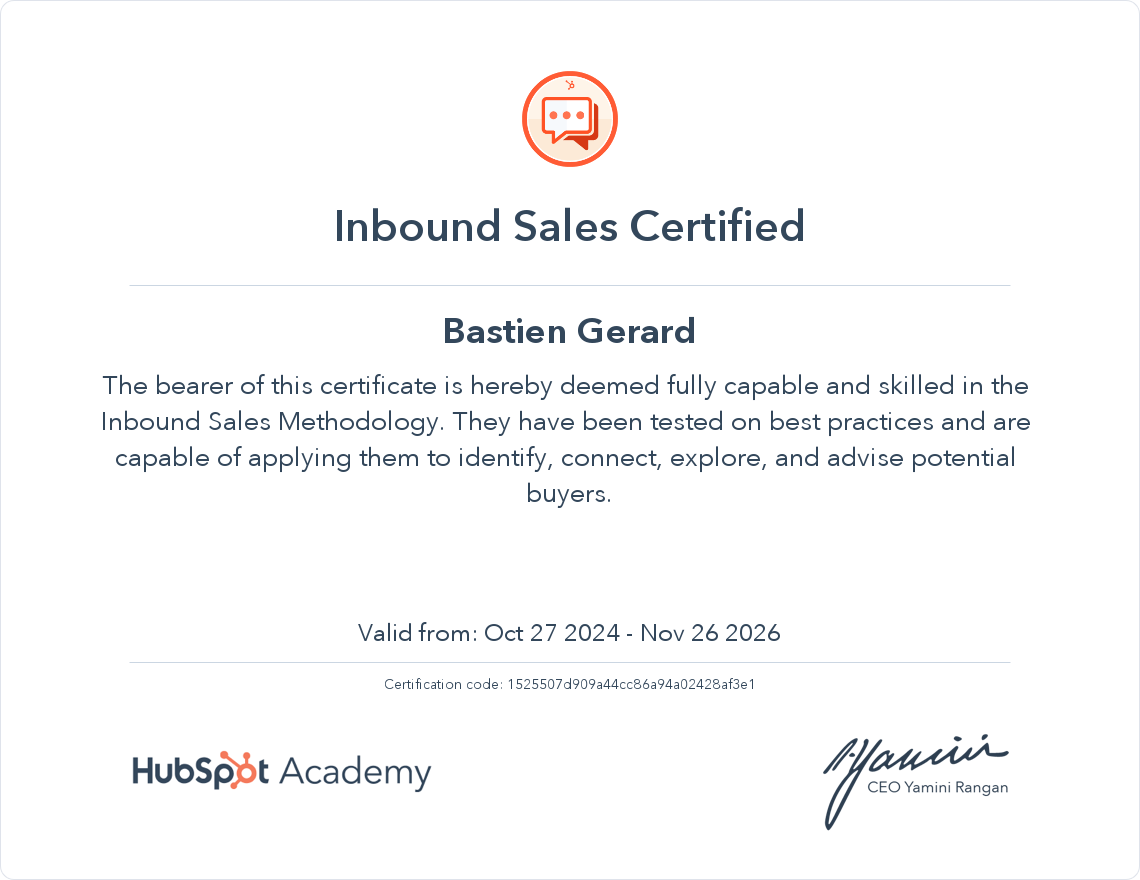 Inbound Sales Certified
Bastien Gerard
The bearer of this certificate is hereby deemed fully capable and skilled in the
Inbound Sales Methodology. They have been tested on best practices and are
capable of applying them to identify, connect, explore, and advise potential
buyers.
Valid from: Oct 27 2024 - Nov 26 2026
Certification code: 1525507d909a44cc86a94a02428af3e1
HubSpot Academy
CEO Yamini Rangan